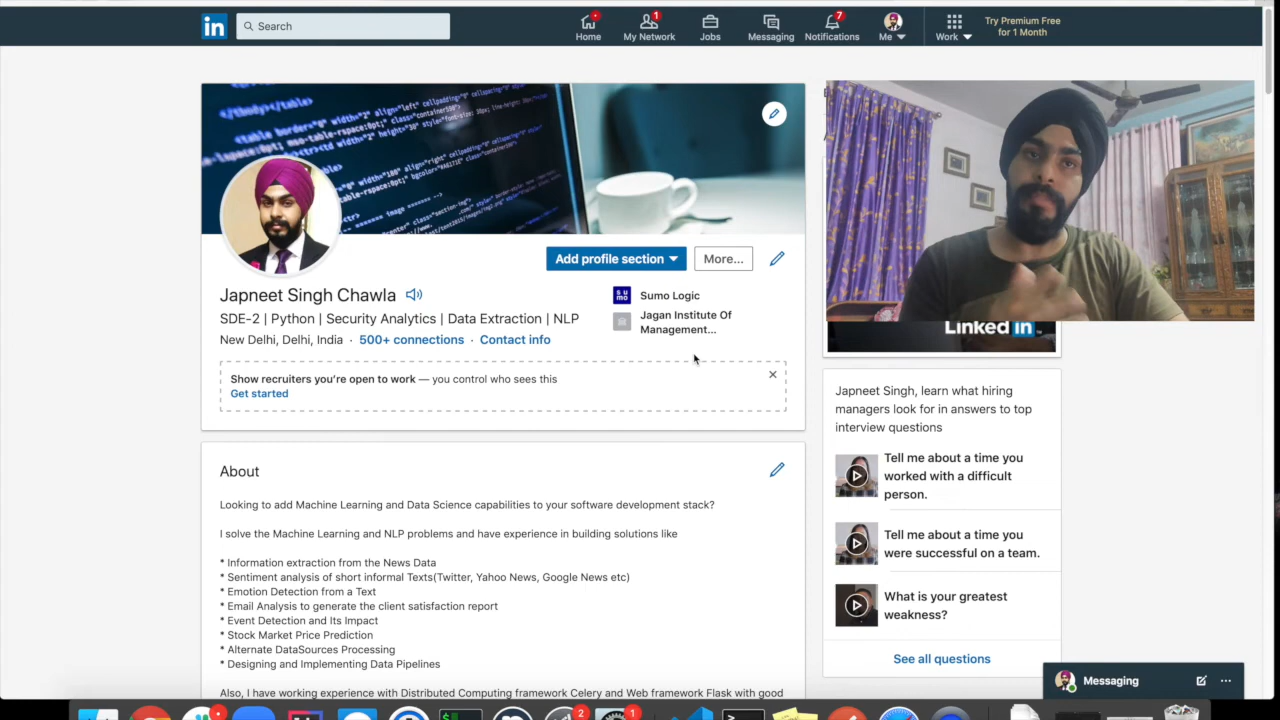 in
Search
Home
1
My Network
Jobs
Messaging
7
Notifications
Me
Work
Try Premium Free
for 1 Month
Add profile section
More...
Japneet Singh Chawla
SDE-2 | Python | Security Analytics | Data Extraction | NLP
New Delhi, Delhi, India · 500+ connections · Contact info
su
mo
Sumo Logic
Jagan Institute Of
Management...
Show recruiters you're open to work — you control who sees this
Get started
About
Looking to add Machine Learning and Data Science capabilities to your software development stack?
I solve the Machine Learning and NLP problems and have experience in building solutions like
* Information extraction from the News Data
* Sentiment analysis of short informal Texts(Twitter, Yahoo News, Google News etc)
* Emotion Detection from a Text
* Email Analysis to generate the client satisfaction report
* Event Detection and Its Impact
* Stock Market Price Prediction
* Alternate DataSources Processing
* Designing and Implementing Data Pipelines
Also, I have working experience with Distributed Computing framework Celery and Web framework Flask with good
Linked in
Japneet Singh, learn what hiring
managers look for in answers to top
interview questions
Tell me about a time you
worked with a difficult
person.
Tell me about a time you
were successful on a team.
What is your greatest
weakness?
See all questions
Messaging
2
1